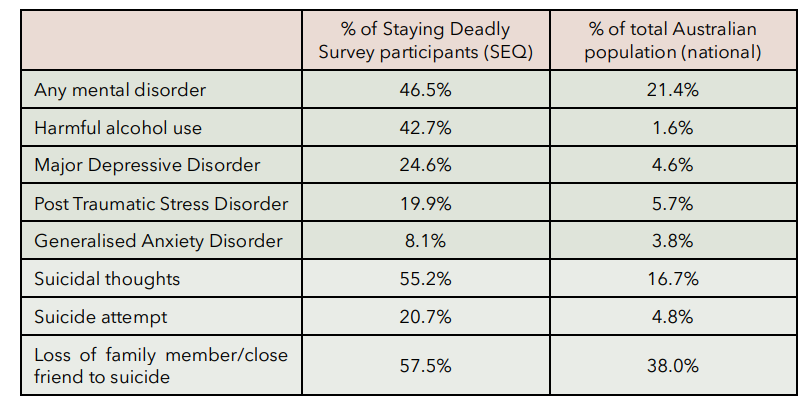 % of Staying Deadly
Survey participants (SEQ)
% of total Australian
population (national)
Any mental disorder 46.5% 21.4%
Harmful alcohol use 42.7% 1.6%
Major Depressive Disorder 24.6% 4.6%
Post Traumatic Stress Disorder 19.9% 5.7%
Generalised Anxiety Disorder 8.1% 3.8%
Suicidal thoughts 55.2% 16.7%
Suicide attempt 20.7% 4.8%
Loss of family member/close
friend to suicide 57.5% 38.0%